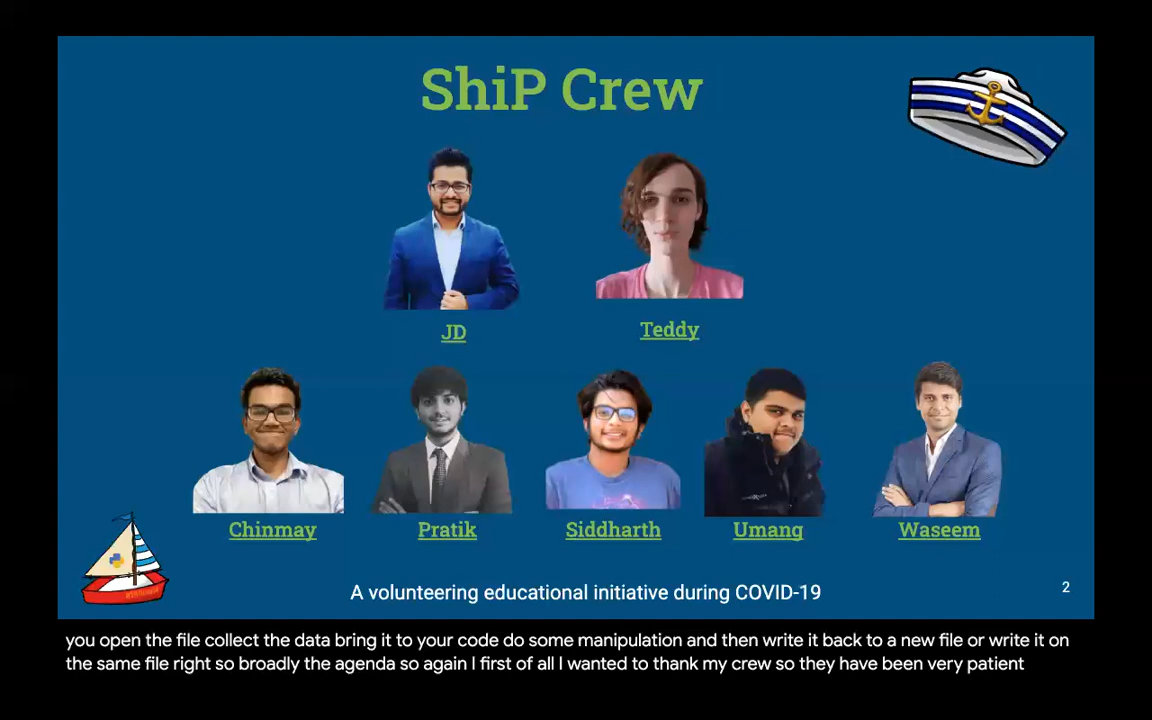 ShiP Crew
JD
Teddy
Chinmay
Pratik
Siddharth
Umang
Waseem
A volunteering educational initiative during COVID-19
2
you open the file collect the data bring it to your code do some manipulation and then write it back to a new file or write it on
the same file right so broadly the agenda so again I first of all I wanted to thank my crew so they have been very patient